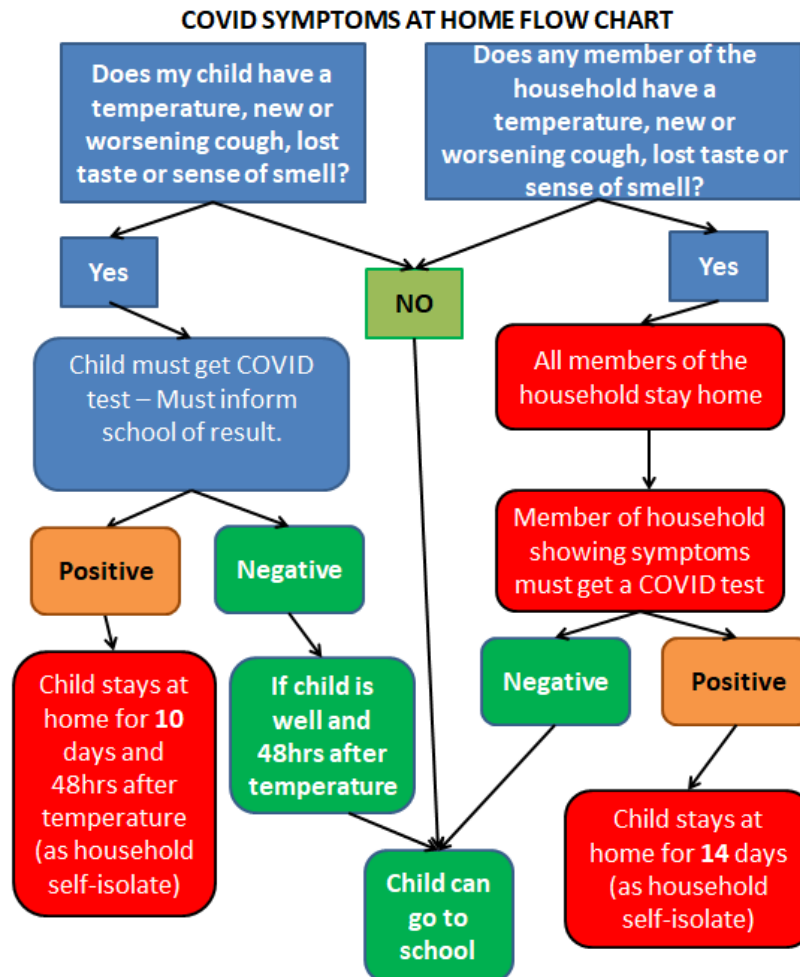 COVID SYMPTOMS AT HOME FLOW CHART
Does my child have a
temperature, new or
worsening cough, lost
taste or sense of smell?
Does any member of the
household have a
temperature, new or
worsening cough, lost taste or
sense of smell?
Yes
NO
Yes
Child must get COVID
test – Must inform
school of result.
All members of the
household stay home
Positive
Negative
Member of household
showing symptoms
must get a COVID test
Child stays at
home for 10
days and
48hrs after
temperature
(as household
self-isolate)
If child is
well and
48hrs after
temperature
Negative
Positive
Child can
go to
school
Child stays at
home for 14 days
(as household
self-isolate)